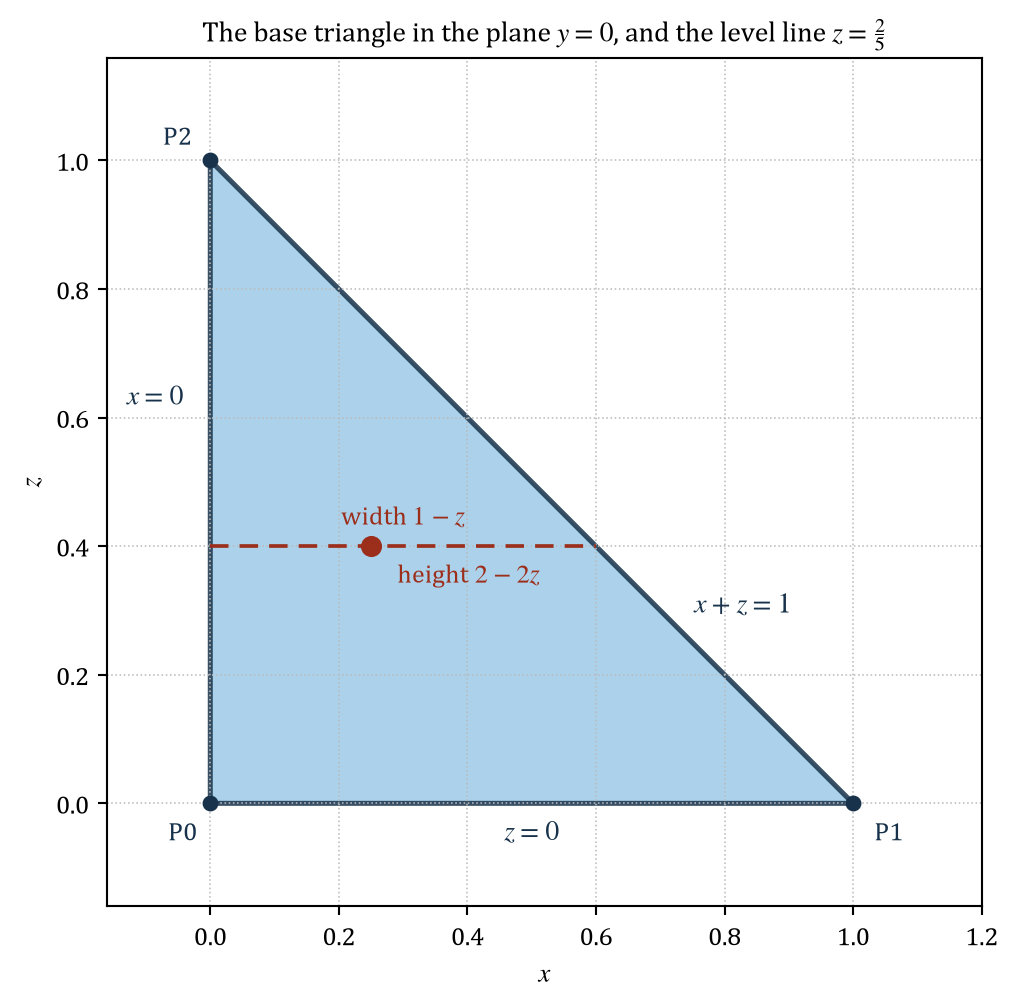 The base triangle in the plane y = 0, and the level line z = 2/5
P2
1.0
0.8
x = 0
0.6
z
width 1 − z
0.4
height 2 − 2z
x + z = 1
0.2
0.0
P0
z = 0
P1
0.0 0.2 0.4 0.6 0.8 1.0 1.2
x